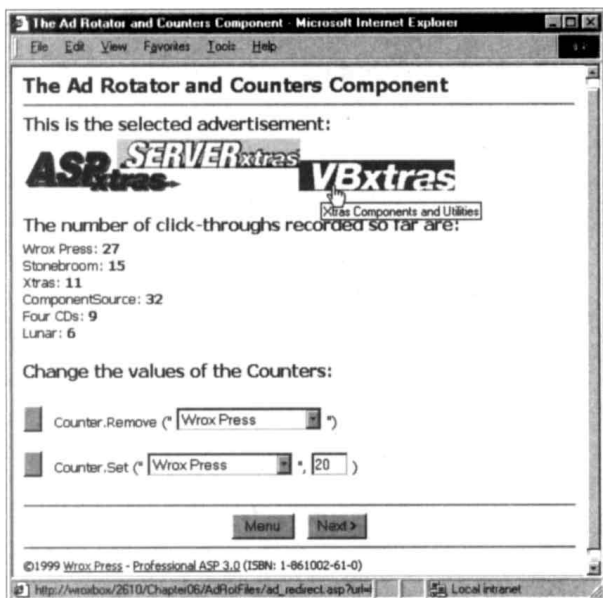 The Ad Rotator and Counters Component - Microsoft Internet Explorer
File Edit View Favorites Tools Help
The Ad Rotator and Counters Component
This is the selected advertisement:
ASPxtras SERVERxtras VBxtras
Xtras Components and Utilities
The number of click-throughs recorded so far are:
Wrox Press: 27
Stonebroom: 15
Xtras: 11
ComponentSource: 32
Four CDs: 9
Lunar: 6
Change the values of the Counters:
Counter.Remove (" Wrox Press ")
Counter.Set (" Wrox Press ", 20 )
Menu Next >
©1999 Wrox Press - Professional ASP 3.0 (ISBN: 1-861002-61-0)
http://wroxbox/2610/Chapter06/AdRotFiles/ad_redirect.asp?url= Local intranet